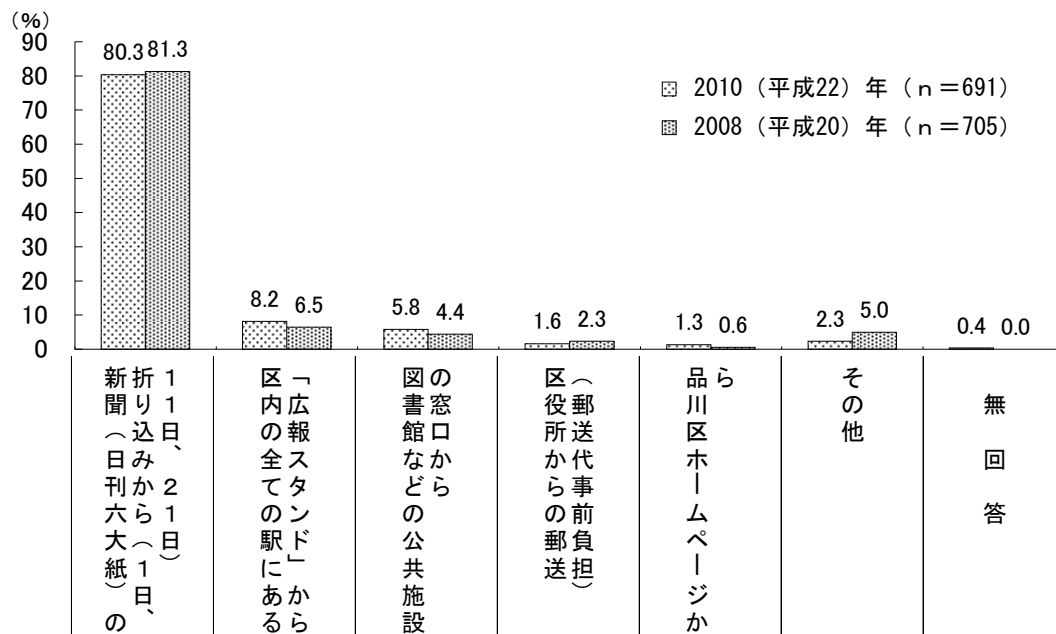 (%)
90
80
70
60
50
40
30
20
10
0
80.3 81.3
8.2 6.5
5.8 4.4
1.6 2.3
1.3 0.6
2.3 5.0
0.4 0.0
2010（平成22）年（ｎ＝691）
2008（平成20）年（ｎ＝705）
新聞（日刊六大紙）の
折り込みから（１日、
１１日、２１日）
区内の全ての駅にある
「広報スタンド」から
図書館などの公共施設
の窓口から
区役所からの郵送
（郵送代事前負担）
品川区ホームページか
ら
その他
無回答